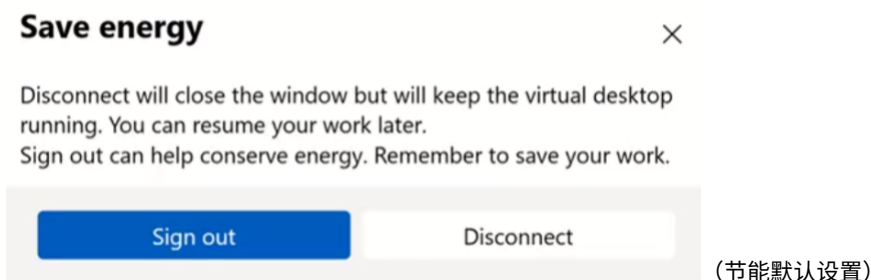 Save energy
Disconnect will close the window but will keep the virtual desktop
running. You can resume your work later.
Sign out can help conserve energy. Remember to save your work.
Sign out
Disconnect
（节能默认设置）